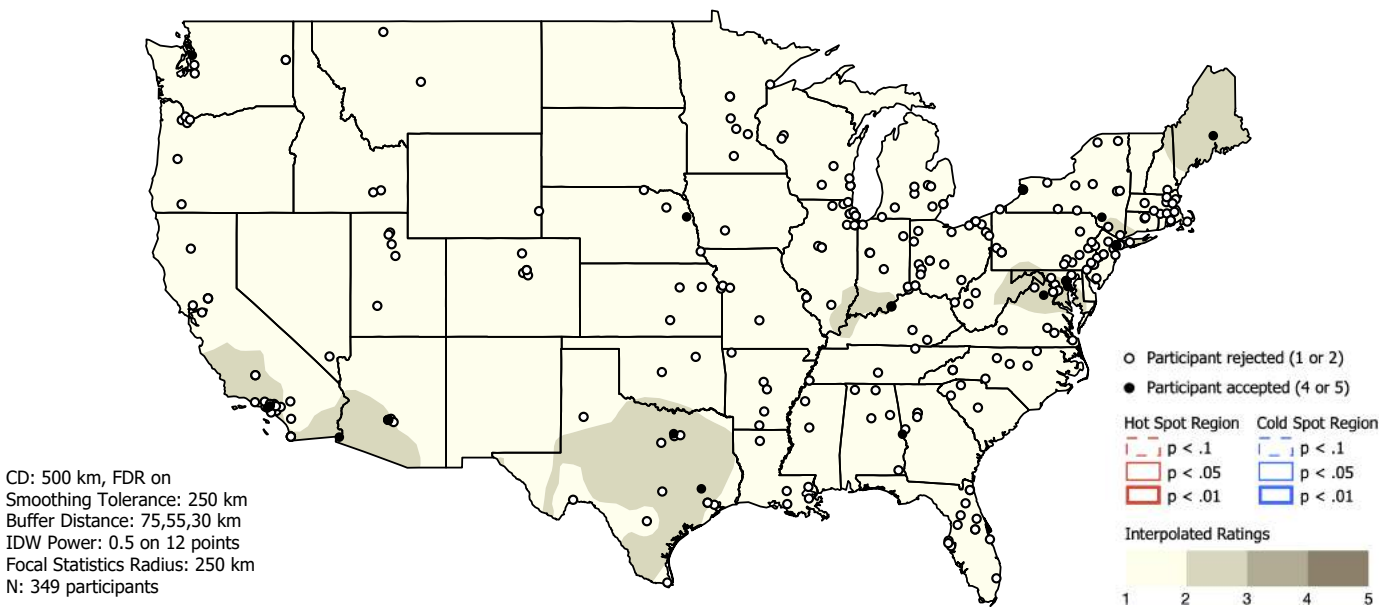 Participant rejected (1 or 2)
Participant accepted (4 or 5)
Hot Spot Region Cold Spot Region
p < .1 p < .1
p < .05 p < .05
p < .01 p < .01
Interpolated Ratings
1 2 3 4 5
CD: 500 km, FDR on
Smoothing Tolerance: 250 km
Buffer Distance: 75,55,30 km
IDW Power: 0.5 on 12 points
Focal Statistics Radius: 250 km
N: 349 participants